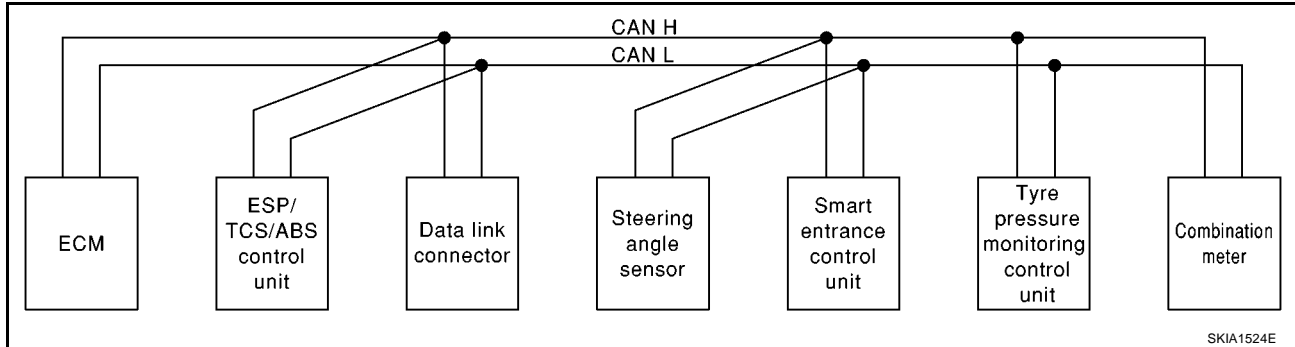 CAN H
CAN L
ECM
ESP/
TCS/ABS
control
unit
Data link
connector
Steering
angle
sensor
Smart
entrance
control
unit
Tyre
pressure
monitoring
control
unit
Combination
meter
SKIA1524E